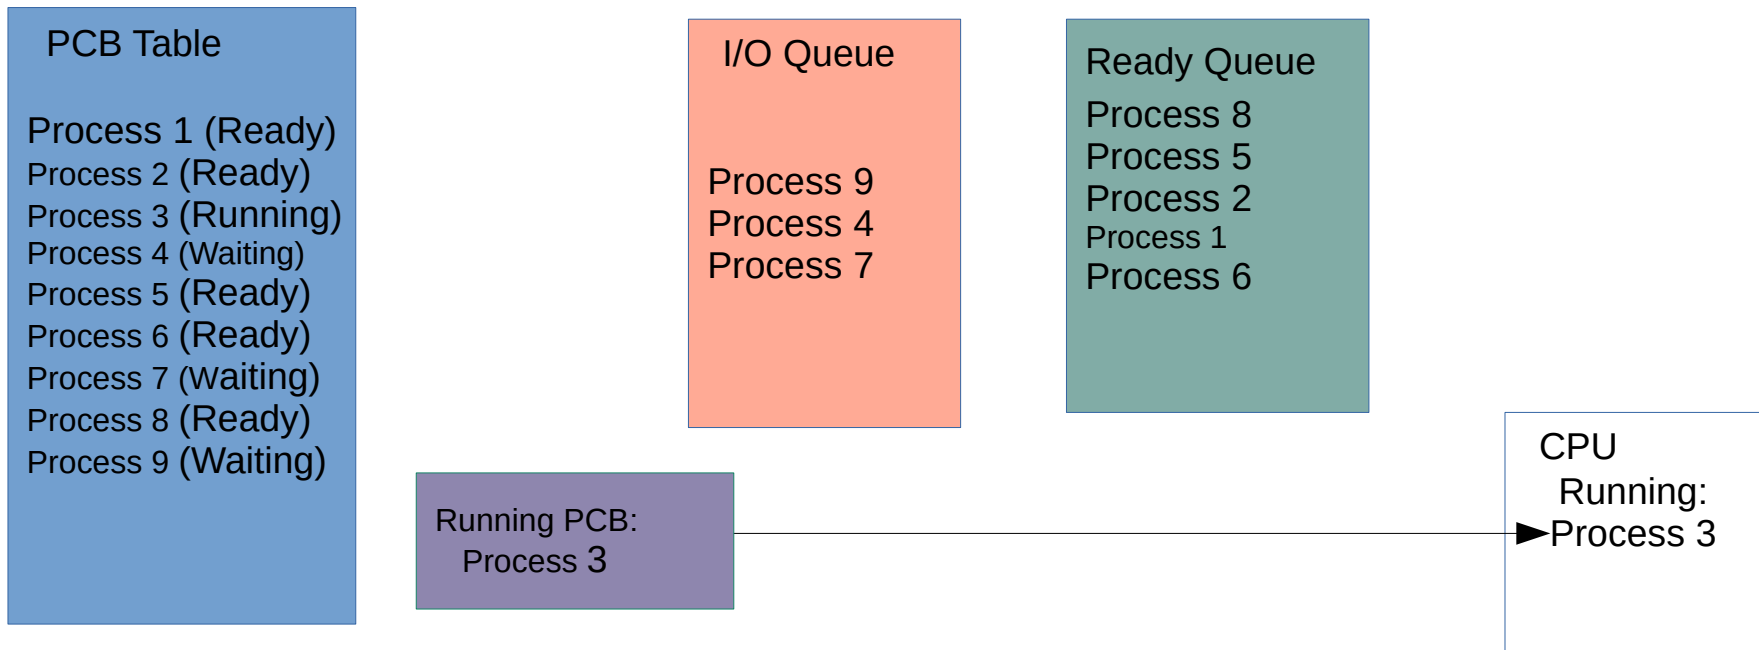 PCB Table
Process 1 (Ready)
Process 2 (Ready)
Process 3 (Running)
Process 4 (Waiting)
Process 5 (Ready)
Process 6 (Ready)
Process 7 (Waiting)
Process 8 (Ready)
Process 9 (Waiting)
I/O Queue
Process 9
Process 4
Process 7
Ready Queue
Process 8
Process 5
Process 2
Process 1
Process 6
Running PCB:
Process 3
CPU
Running:
Process 3